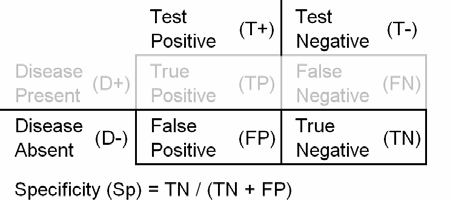 Test Positive (T+) Test Negative (T-)
Disease Present (D+) True Positive (TP) False Negative (FN)
Disease Absent (D-) False Positive (FP) True Negative (TN)
Specificity (Sp) = TN / (TN + FP)